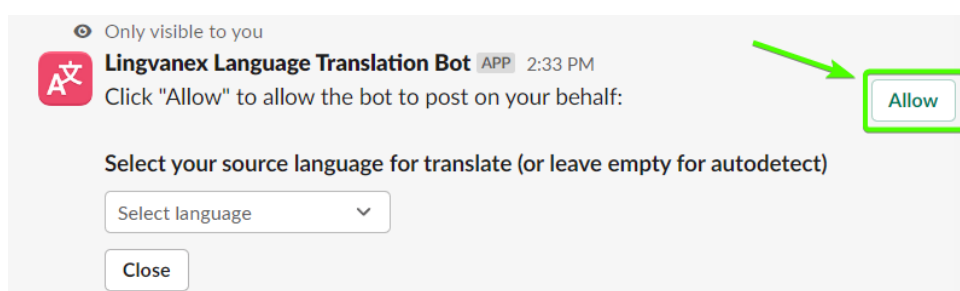 Only visible to you
Lingvanex Language Translation Bot APP 2:33 PM
Click "Allow" to allow the bot to post on your behalf:
Allow
Select your source language for translate (or leave empty for autodetect)
Select language
Close
A文